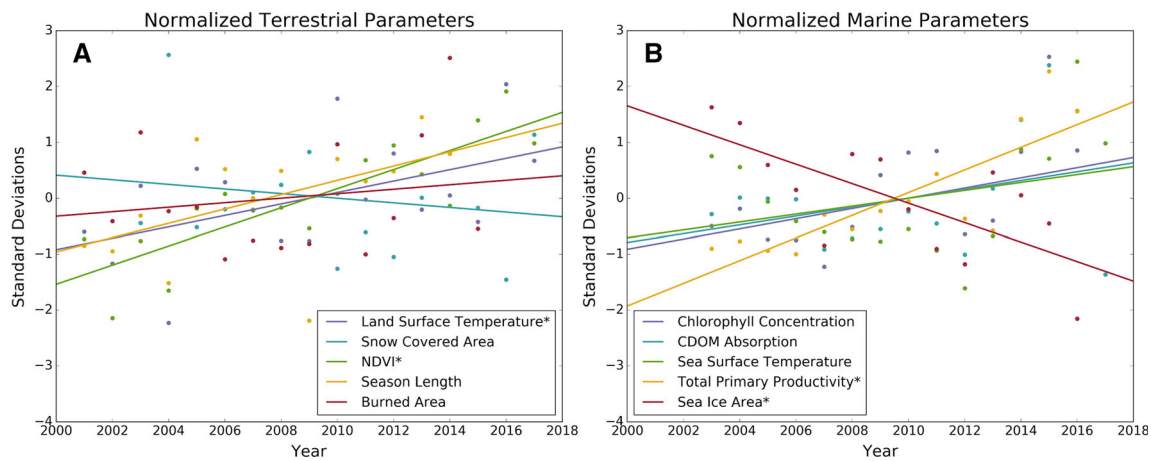 Normalized Terrestrial Parameters
A
Standard Deviations
3
2
1
0
−1
−2
−3
−4
2000 2002 2004 2006 2008 2010 2012 2014 2016 2018
Year
Land Surface Temperature*
Snow Covered Area
NDVI*
Season Length
Burned Area
Normalized Marine Parameters
B
Standard Deviations
3
2
1
0
−1
−2
−3
−4
2000 2002 2004 2006 2008 2010 2012 2014 2016 2018
Year
Chlorophyll Concentration
CDOM Absorption
Sea Surface Temperature
Total Primary Productivity*
Sea Ice Area*